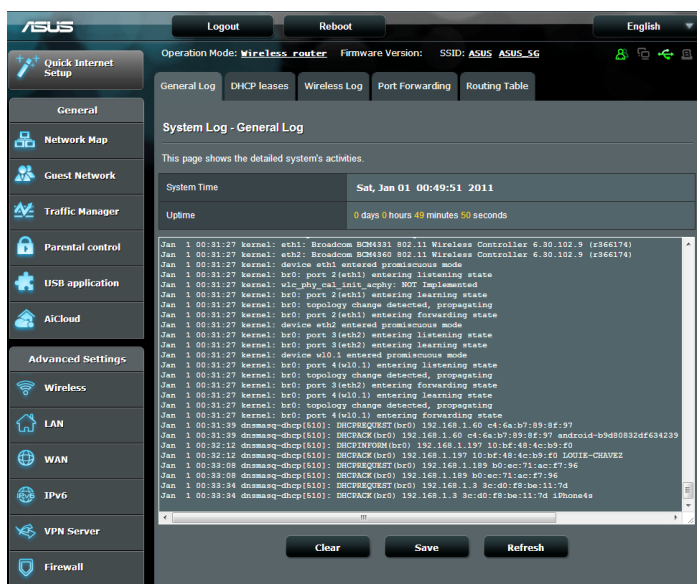 ASUS
Logout
Reboot
English
Quick Internet
Setup
Operation Mode: Wireless router Firmware Version: SSID: ASUS ASUS_5G
General Log
DHCP leases
Wireless Log
Port Forwarding
Routing Table
General
Network Map
Guest Network
Traffic Manager
Parental control
USB application
AiCloud
Advanced Settings
Wireless
LAN
WAN
IPv6
VPN Server
Firewall
System Log - General Log
This page shows the detailed system's activities.
System Time
Sat, Jan 01 00:49:51 2011
Uptime
0 days 0 hours 49 minutes 50 seconds
Jan 1 00:31:27 kernel: eth1: Broadcom BCM4331 802.11 Wireless Controller 6.30.102.9 (r366174)
Jan 1 00:31:27 kernel: eth2: Broadcom BCM4360 802.11 Wireless Controller 6.30.102.9 (r366174)
Jan 1 00:31:27 kernel: device eth1 entered promiscuous mode
Jan 1 00:31:27 kernel: br0: port 2(eth1) entering listening state
Jan 1 00:31:27 kernel: wlc_phy_cal_init_acphy: NOT Implemented
Jan 1 00:31:27 kernel: br0: port 2(eth1) entering learning state
Jan 1 00:31:27 kernel: br0: topology change detected, propagating
Jan 1 00:31:27 kernel: br0: port 2(eth1) entering forwarding state
Jan 1 00:31:27 kernel: device eth2 entered promiscuous mode
Jan 1 00:31:27 kernel: br0: port 3(eth2) entering listening state
Jan 1 00:31:27 kernel: br0: port 3(eth2) entering learning state
Jan 1 00:31:27 kernel: device wl0.1 entered promiscuous mode
Jan 1 00:31:27 kernel: br0: port 4(wl0.1) entering listening state
Jan 1 00:31:27 kernel: br0: topology change detected, propagating
Jan 1 00:31:27 kernel: br0: port 3(eth2) entering forwarding state
Jan 1 00:31:27 kernel: br0: port 4(wl0.1) entering learning state
Jan 1 00:31:27 kernel: br0: topology change detected, propagating
Jan 1 00:31:27 kernel: br0: port 4(wl0.1) entering forwarding state
Jan 1 00:31:39 dnsmasq-dhcp[510]: DHCPREQUEST(br0) 192.168.1.60 c4:6a:b7:89:8f:97
Jan 1 00:31:39 dnsmasq-dhcp[510]: DHCPACK(br0) 192.168.1.60 c4:6a:b7:89:8f:97 android-b9d80832df634239
Jan 1 00:32:12 dnsmasq-dhcp[510]: DHCPINFORM(br0) 192.168.1.197 10:bf:48:4c:b9:f0
Jan 1 00:32:12 dnsmasq-dhcp[510]: DHCPACK(br0) 192.168.1.197 10:bf:48:4c:b9:f0 LOUIE-CHAVEZ
Jan 1 00:33:08 dnsmasq-dhcp[510]: DHCPREQUEST(br0) 192.168.1.189 b0:ec:71:ac:f7:96
Jan 1 00:33:08 dnsmasq-dhcp[510]: DHCPACK(br0) 192.168.1.189 b0:ec:71:ac:f7:96
Jan 1 00:33:34 dnsmasq-dhcp[510]: DHCPREQUEST(br0) 192.168.1.3 3c:d0:f8:be:11:7d
Jan 1 00:33:34 dnsmasq-dhcp[510]: DHCPACK(br0) 192.168.1.3 3c:d0:f8:be:11:7d iPhone4s
Clear
Save
Refresh